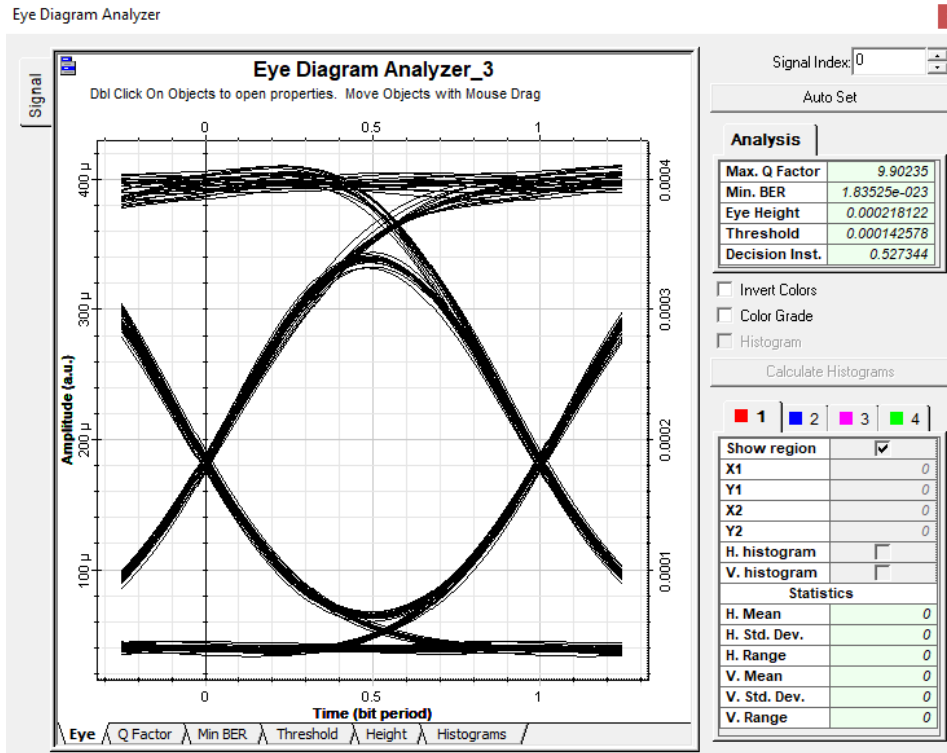 Eye Diagram Analyzer
Signal
Eye Diagram Analyzer_3
Dbl Click On Objects to open properties. Move Objects with Mouse Drag
0 0.5 1
400 µ
300 µ
200 µ
100 µ
Amplitude (a.u.)
0.0004
0.0003
0.0002
0.0001
0 0.5 1
Time (bit period)
Eye Q Factor Min BER Threshold Height Histograms
Signal Index: 0
Auto Set
Analysis
Max. Q Factor 9.90235
Min. BER 1.83525e-023
Eye Height 0.000218122
Threshold 0.000142578
Decision Inst. 0.527344
Invert Colors
Color Grade
Histogram
Calculate Histograms
1 2 3 4
Show region
X1 0
Y1 0
X2 0
Y2 0
H. histogram
V. histogram
Statistics
H. Mean 0
H. Std. Dev. 0
H. Range 0
V. Mean 0
V. Std. Dev. 0
V. Range 0